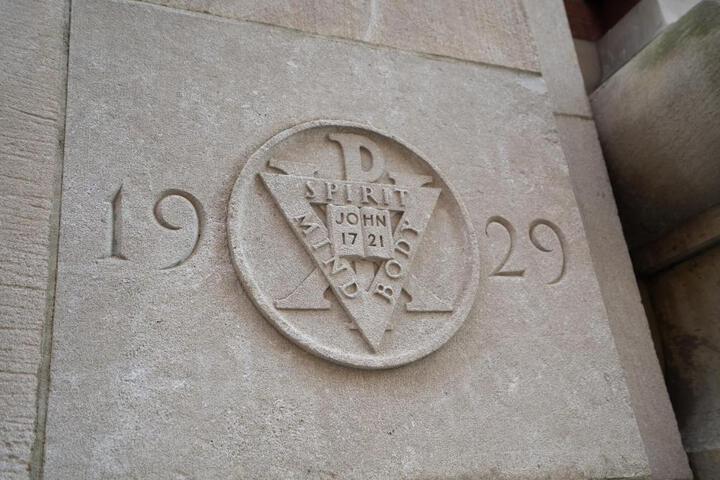 1929
SPIRIT
MIND
BODY
JOHN
17 21